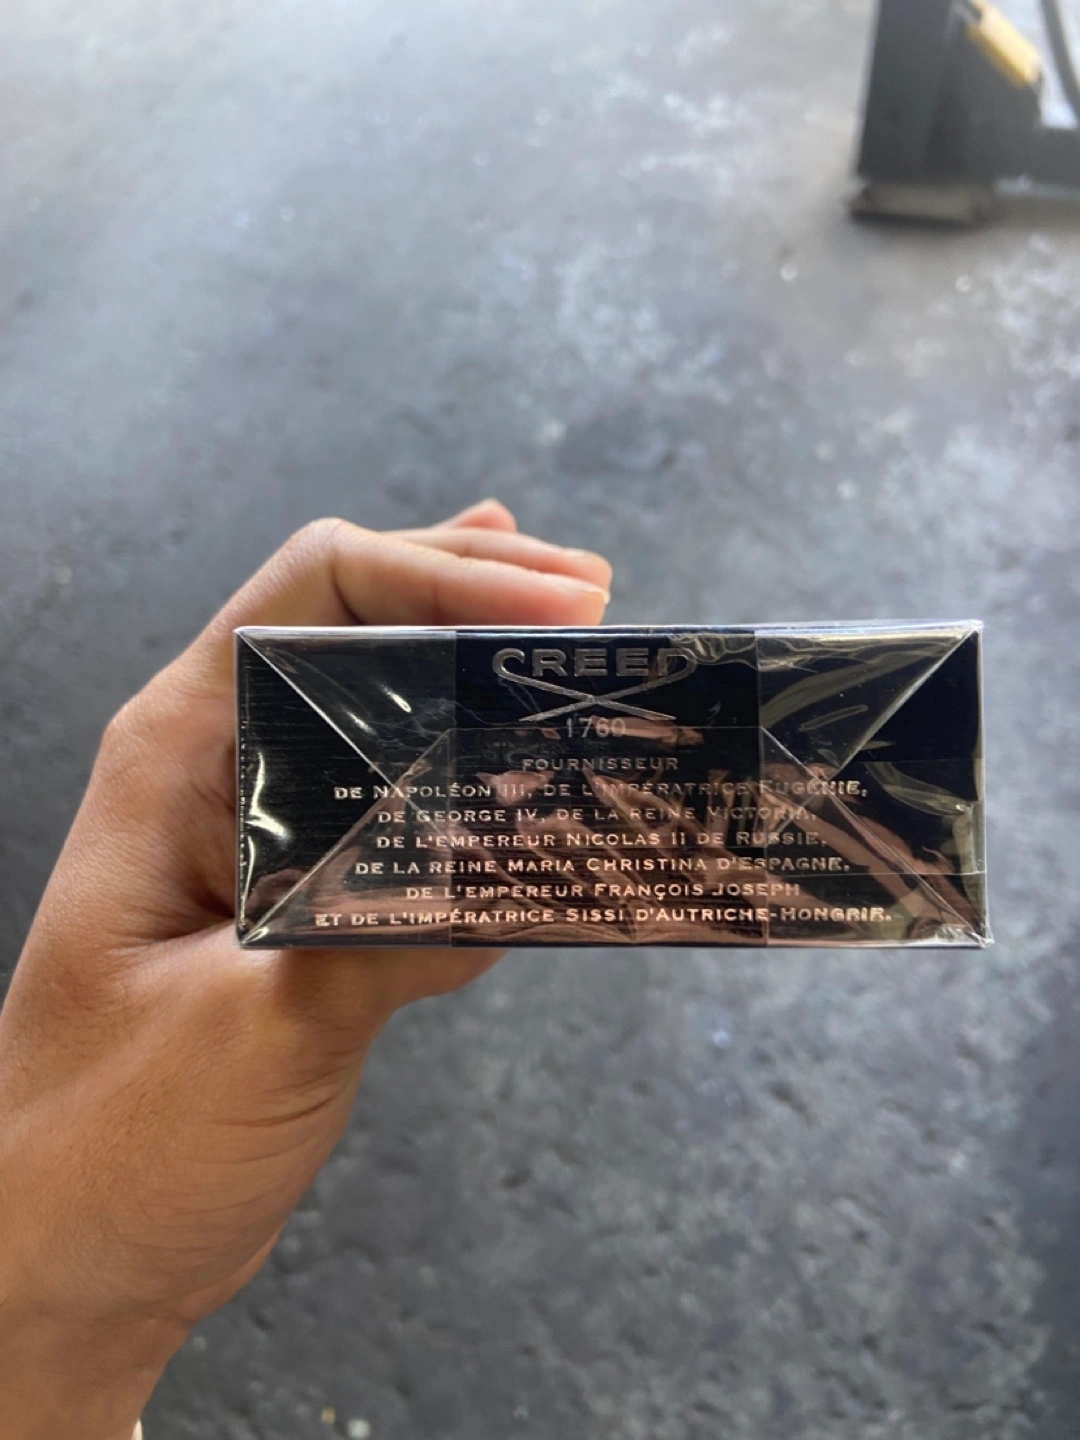 CREED
1760
FOURNISSEUR
DE NAPOLÉON III, DE L'IMPÉRATRICE EUGÉNIE,
DE GEORGE IV, DE LA REINE VICTORIA,
DE L'EMPEREUR NICOLAS II DE RUSSIE,
DE LA REINE MARIA CHRISTINA D'ESPAGNE,
DE L'EMPEREUR FRANÇOIS JOSEPH
ET DE L'IMPÉRATRICE SISSI D'AUTRICHE-HONGRIE.